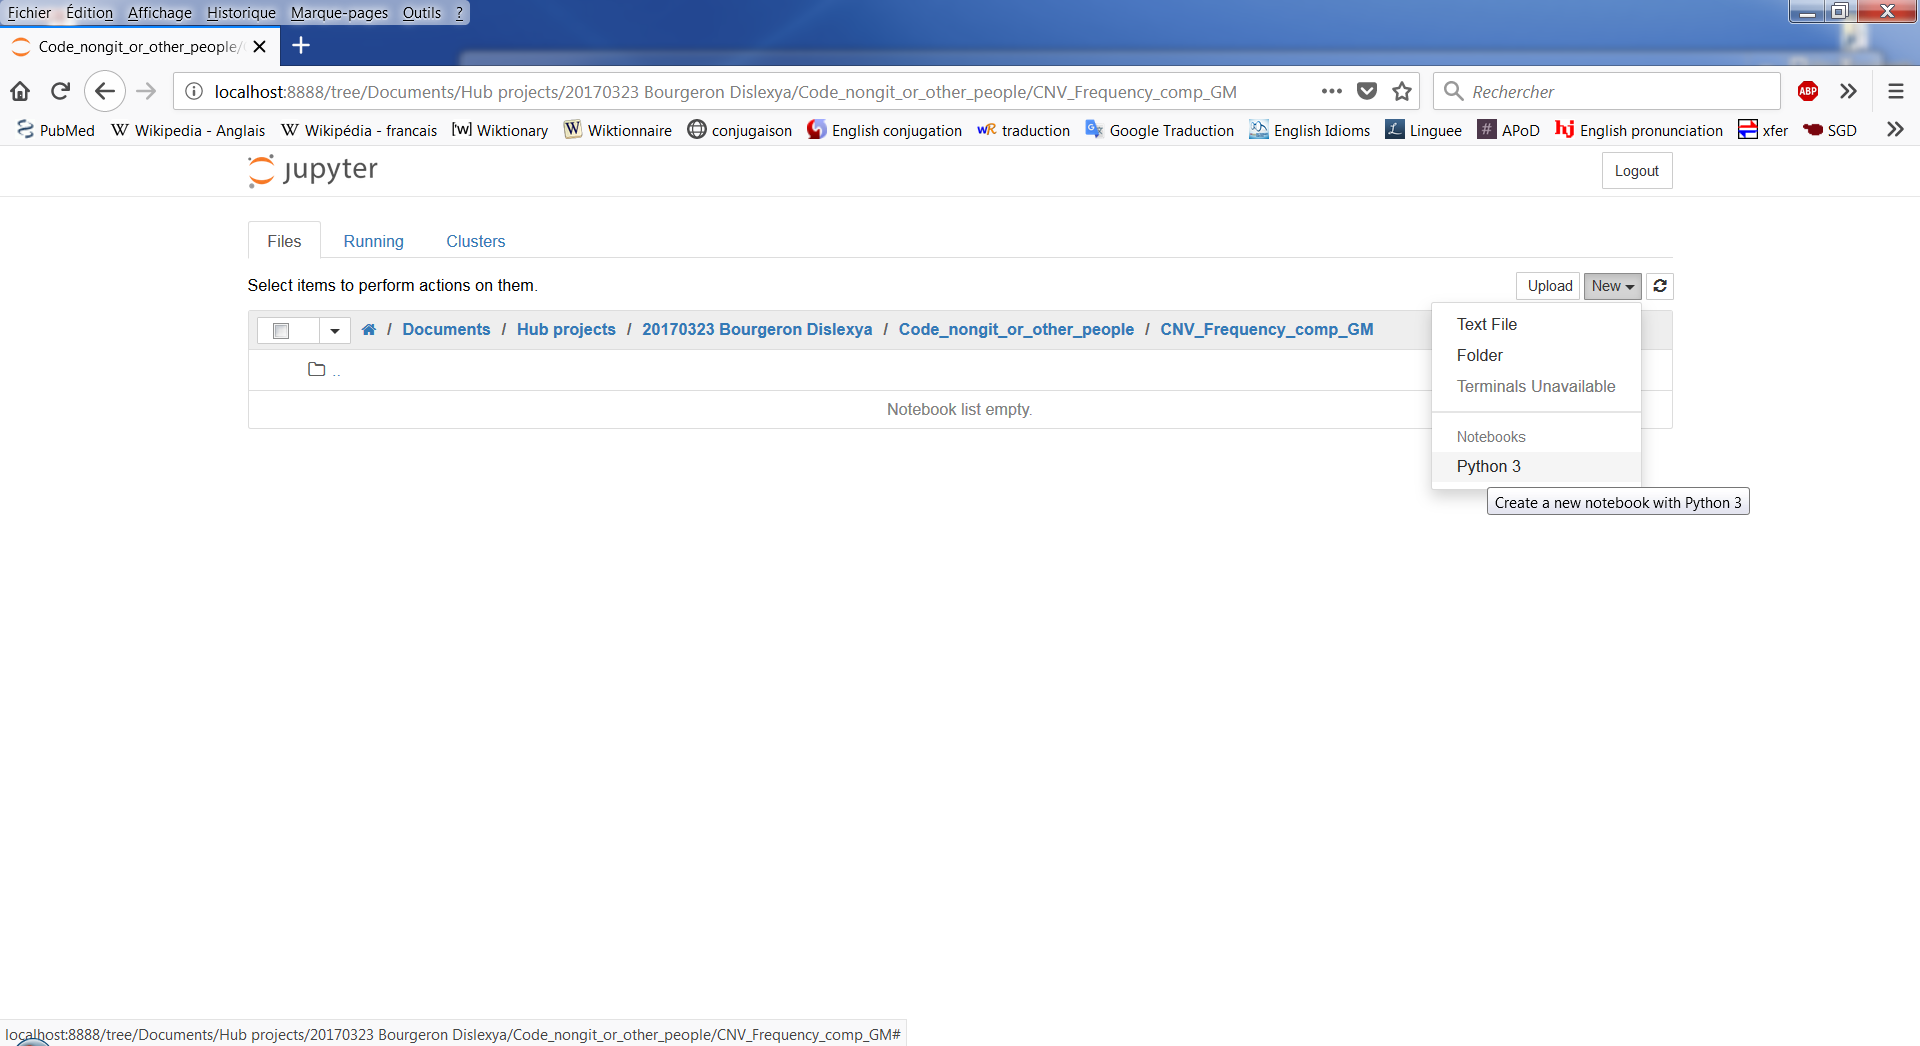 Fichier Édition Affichage Historique Marque-pages Outils ?
Code_nongit_or_other_people/
localhost:8888/tree/Documents/Hub projects/20170323 Bourgeron Dislexya/Code_nongit_or_other_people/CNV_Frequency_comp_GM Rechercher ABP
PubMed W Wikipedia - Anglais W Wikipédia - francais [w] Wiktionary W Wiktionnaire conjugaison English conjugation wR traduction Google Traduction English Idioms L Linguee # APoD hj English pronunciation xfer SGD
jupyter Logout
Files Running Clusters
Select items to perform actions on them. Upload New
/ Documents / Hub projects / 20170323 Bourgeron Dislexya / Code_nongit_or_other_people / CNV_Frequency_comp_GM
Text File
Folder
..
Terminals Unavailable
Notebook list empty.
Notebooks
Python 3
Create a new notebook with Python 3
localhost:8888/tree/Documents/Hub projects/20170323 Bourgeron Dislexya/Code_nongit_or_other_people/CNV_Frequency_comp_GM#